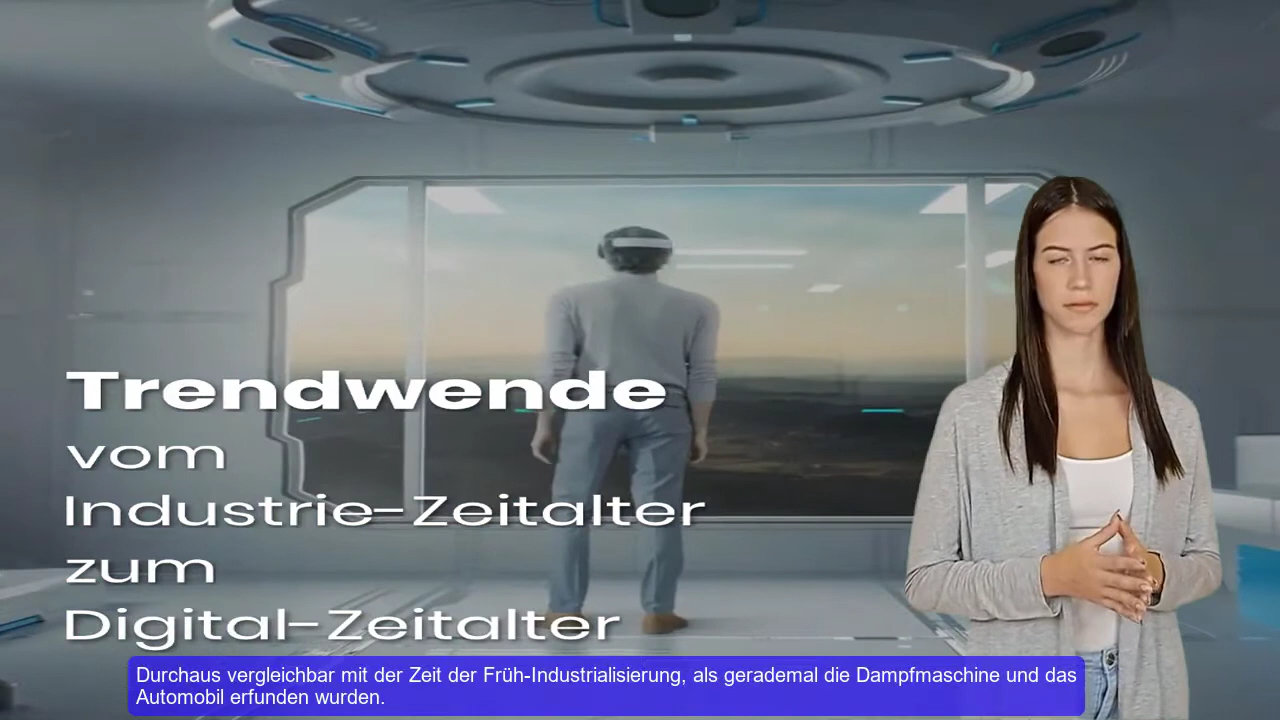 Trendwende
vom
Industrie-Zeitalter
zum
Digital-Zeitalter
Durchaus vergleichbar mit der Zeit der Früh-Industrialisierung, als gerademal die Dampfmaschine und das
Automobil erfunden wurden.